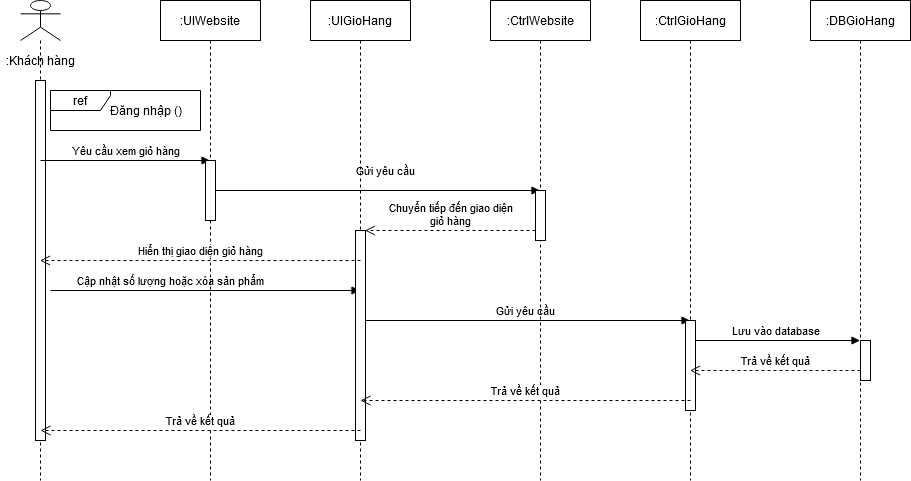 :UIWebsite
:UIGioHang
:CtrlWebsite
:CtrlGioHang
:DBGioHang
:Khách hàng
ref
Đăng nhập ()
Yêu cầu xem giỏ hàng
Gửi yêu cầu
Chuyển tiếp đến giao diện
giỏ hàng
Hiển thị giao diện giỏ hàng
Cập nhật số lượng hoặc xóa sản phẩm
Gửi yêu cầu
Lưu vào database
Trả về kết quả
Trả về kết quả
Trả về kết quả